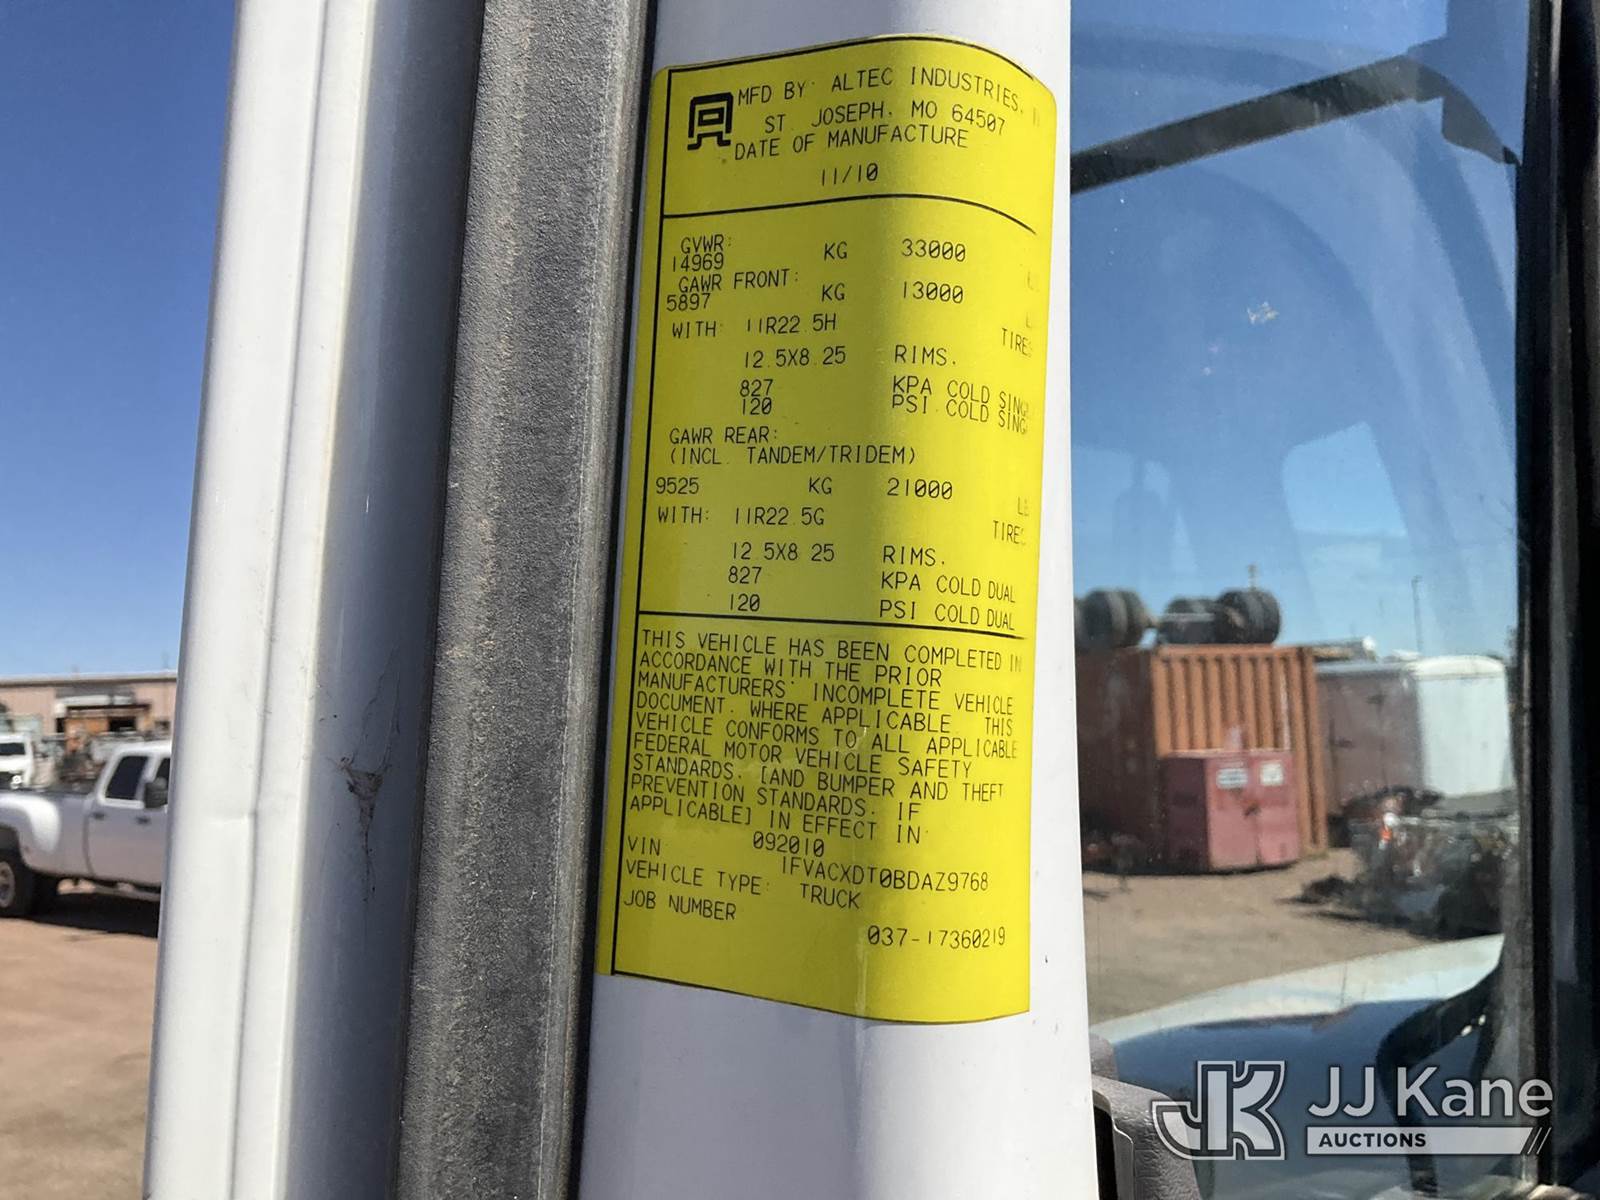 MFD BY: ALTEC INDUSTRIES,
ST. JOSEPH, MO 64507
DATE OF MANUFACTURE
11/10
GVWR:
14969 KG 33000
GAWR FRONT:
5897 KG 13000
WITH: 11R22.5H TIRES
12.5X8.25 RIMS.
827 KPA COLD
120 PSI COLD
GAWR REAR:
(INCL. TANDEM/TRIDEM)
9525 KG 21000
WITH: 11R22.5G TIRES
12.5X8.25 RIMS.
827 KPA COLD DUAL
120 PSI COLD DUAL
THIS VEHICLE HAS BEEN COMPLETED IN
ACCORDANCE WITH THE PRIOR
MANUFACTURERS' INCOMPLETE VEHICLE
DOCUMENT. WHERE APPLICABLE. THIS
VEHICLE CONFORMS TO ALL APPLICABLE
FEDERAL MOTOR VEHICLE SAFETY
STANDARDS, [AND BUMPER AND THEFT
PREVENTION STANDARDS, IF
APPLICABLE] IN EFFECT IN:
092010
VIN 1FVACXDT0BDAZ9768
VEHICLE TYPE: TRUCK
JOB NUMBER
037-17360219
JK JJ Kane
AUCTIONS